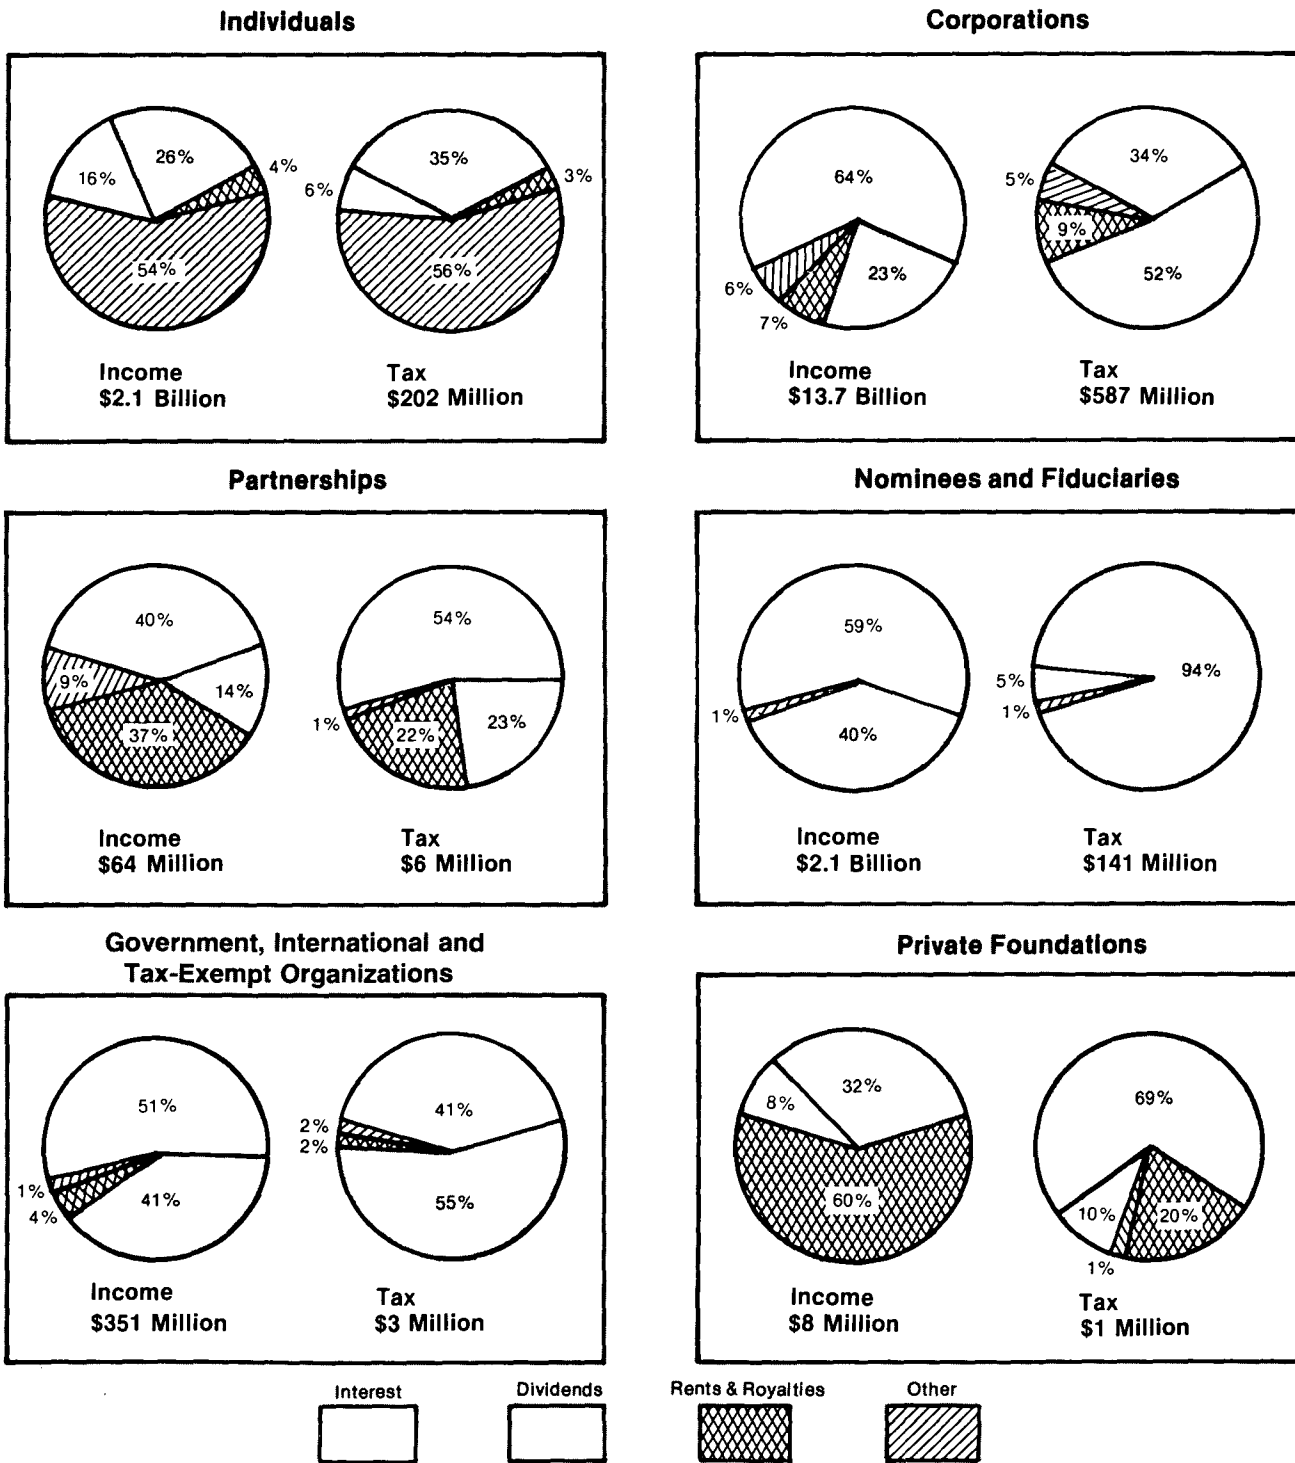 Individuals
26%
4%
16%
54%
Income
$2.1 Billion
35%
3%
6%
56%
Tax
$202 Million
Corporations
64%
6%
7%
23%
Income
$13.7 Billion
34%
5%
9%
52%
Tax
$587 Million
Partnerships
40%
9%
14%
37%
Income
$64 Million
54%
1%
22%
23%
Tax
$6 Million
Nominees and Fiduciaries
59%
1%
40%
Income
$2.1 Billion
94%
5%
1%
Tax
$141 Million
Government, International and
Tax-Exempt Organizations
51%
1%
4%
41%
Income
$351 Million
41%
2%
2%
55%
Tax
$3 Million
Private Foundations
32%
8%
60%
Income
$8 Million
69%
10%
20%
1%
Tax
$1 Million
Interest
Dividends
Rents & Royalties
Other